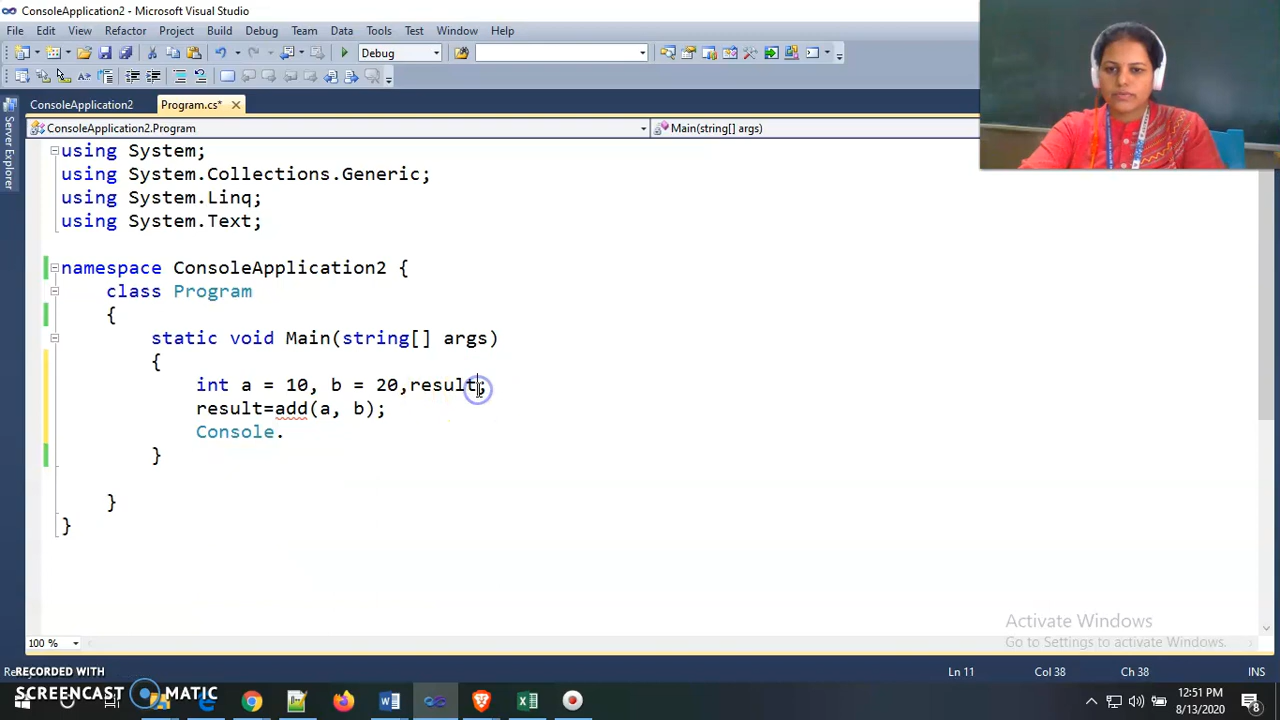 ConsoleApplication2 - Microsoft Visual Studio
File Edit View Refactor Project Build Debug Team Data Tools Test Window Help
Debug
ConsoleApplication2 Program.cs*
Server Explorer
ConsoleApplication2.Program Main(string[] args)
using System;
using System.Collections.Generic;
using System.Linq;
using System.Text;
namespace ConsoleApplication2 {
class Program
{
static void Main(string[] args)
{
int a = 10, b = 20,result;
result=add(a, b);
Console.
}
}
}
Activate Windows
Go to Settings to activate Windows.
100 %
RECORDED WITH
Ln 11 Col 38 Ch 38 INS
SCREENCAST MATIC
12:51 PM
8/13/2020
8